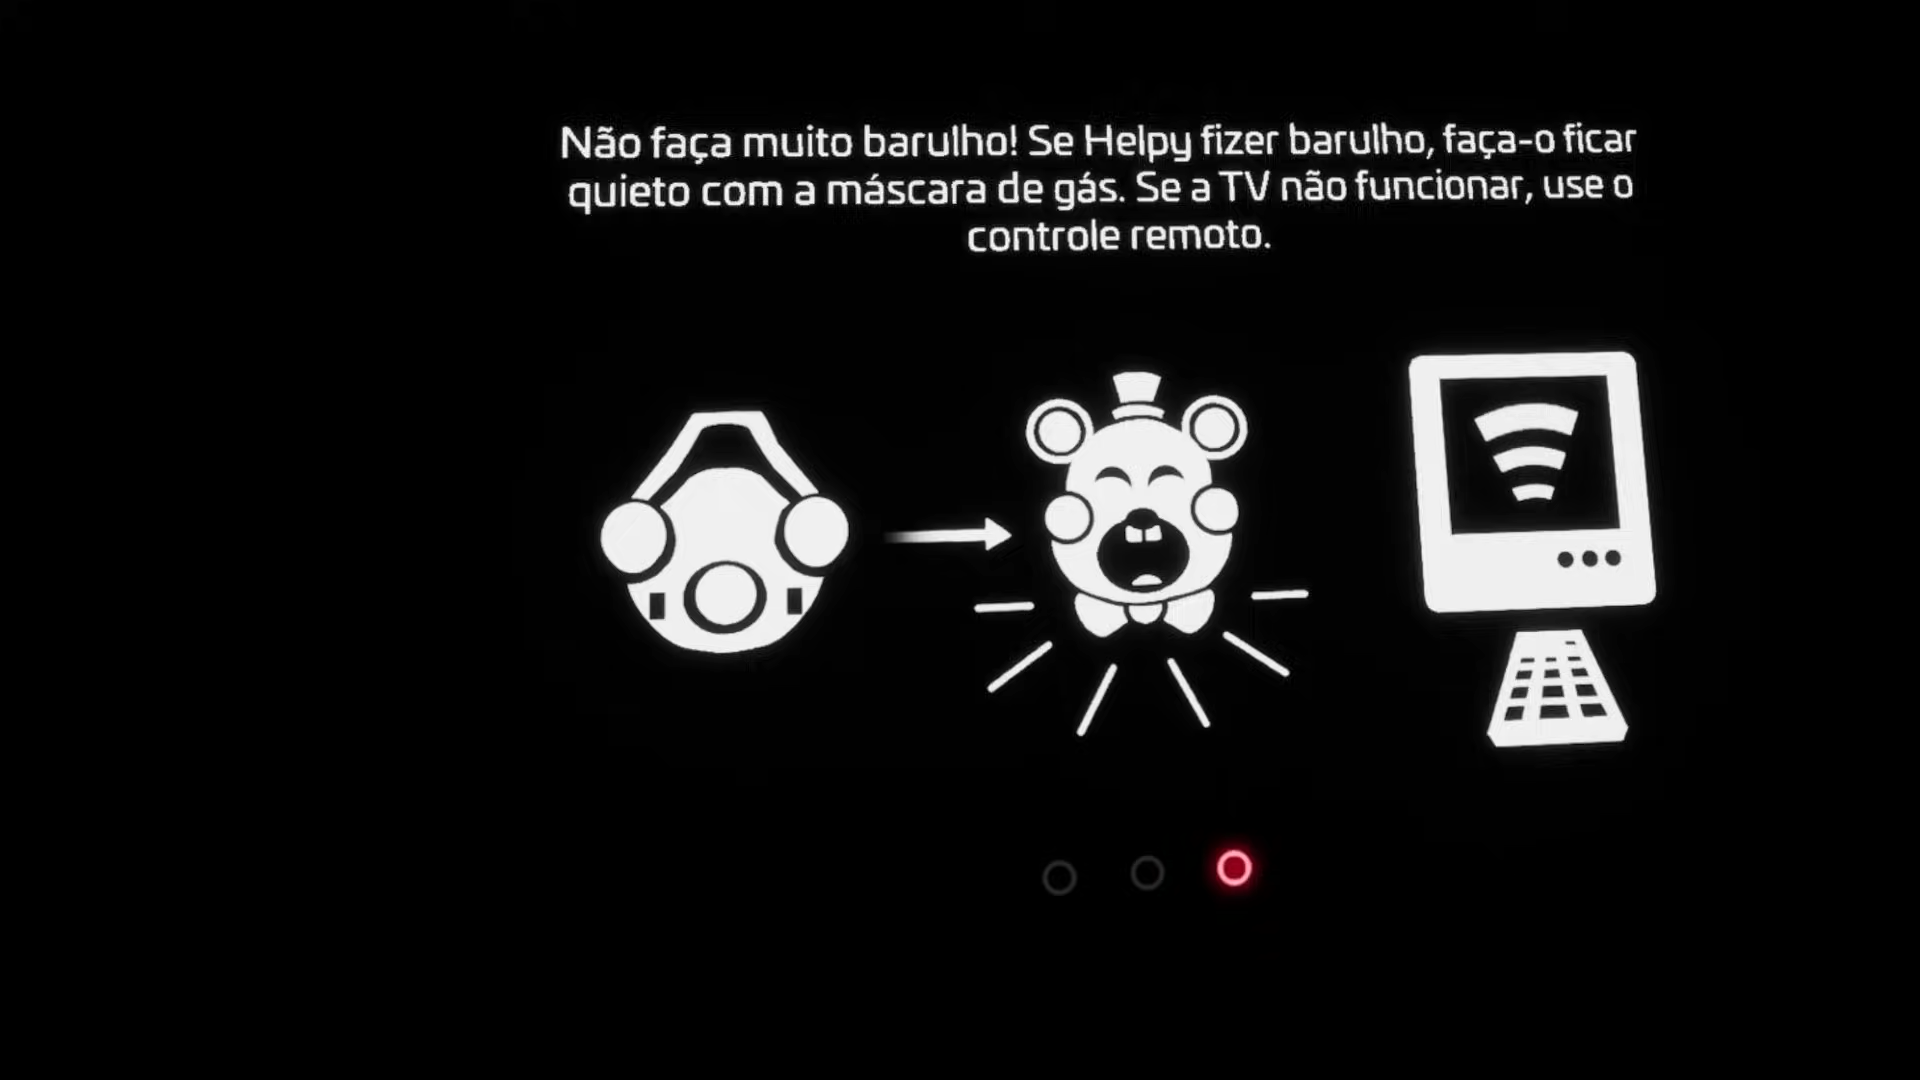 Não faça muito barulho! Se Helpy fizer barulho, faça-o ficar
quieto com a máscara de gás. Se a TV não funcionar, use o
controle remoto.